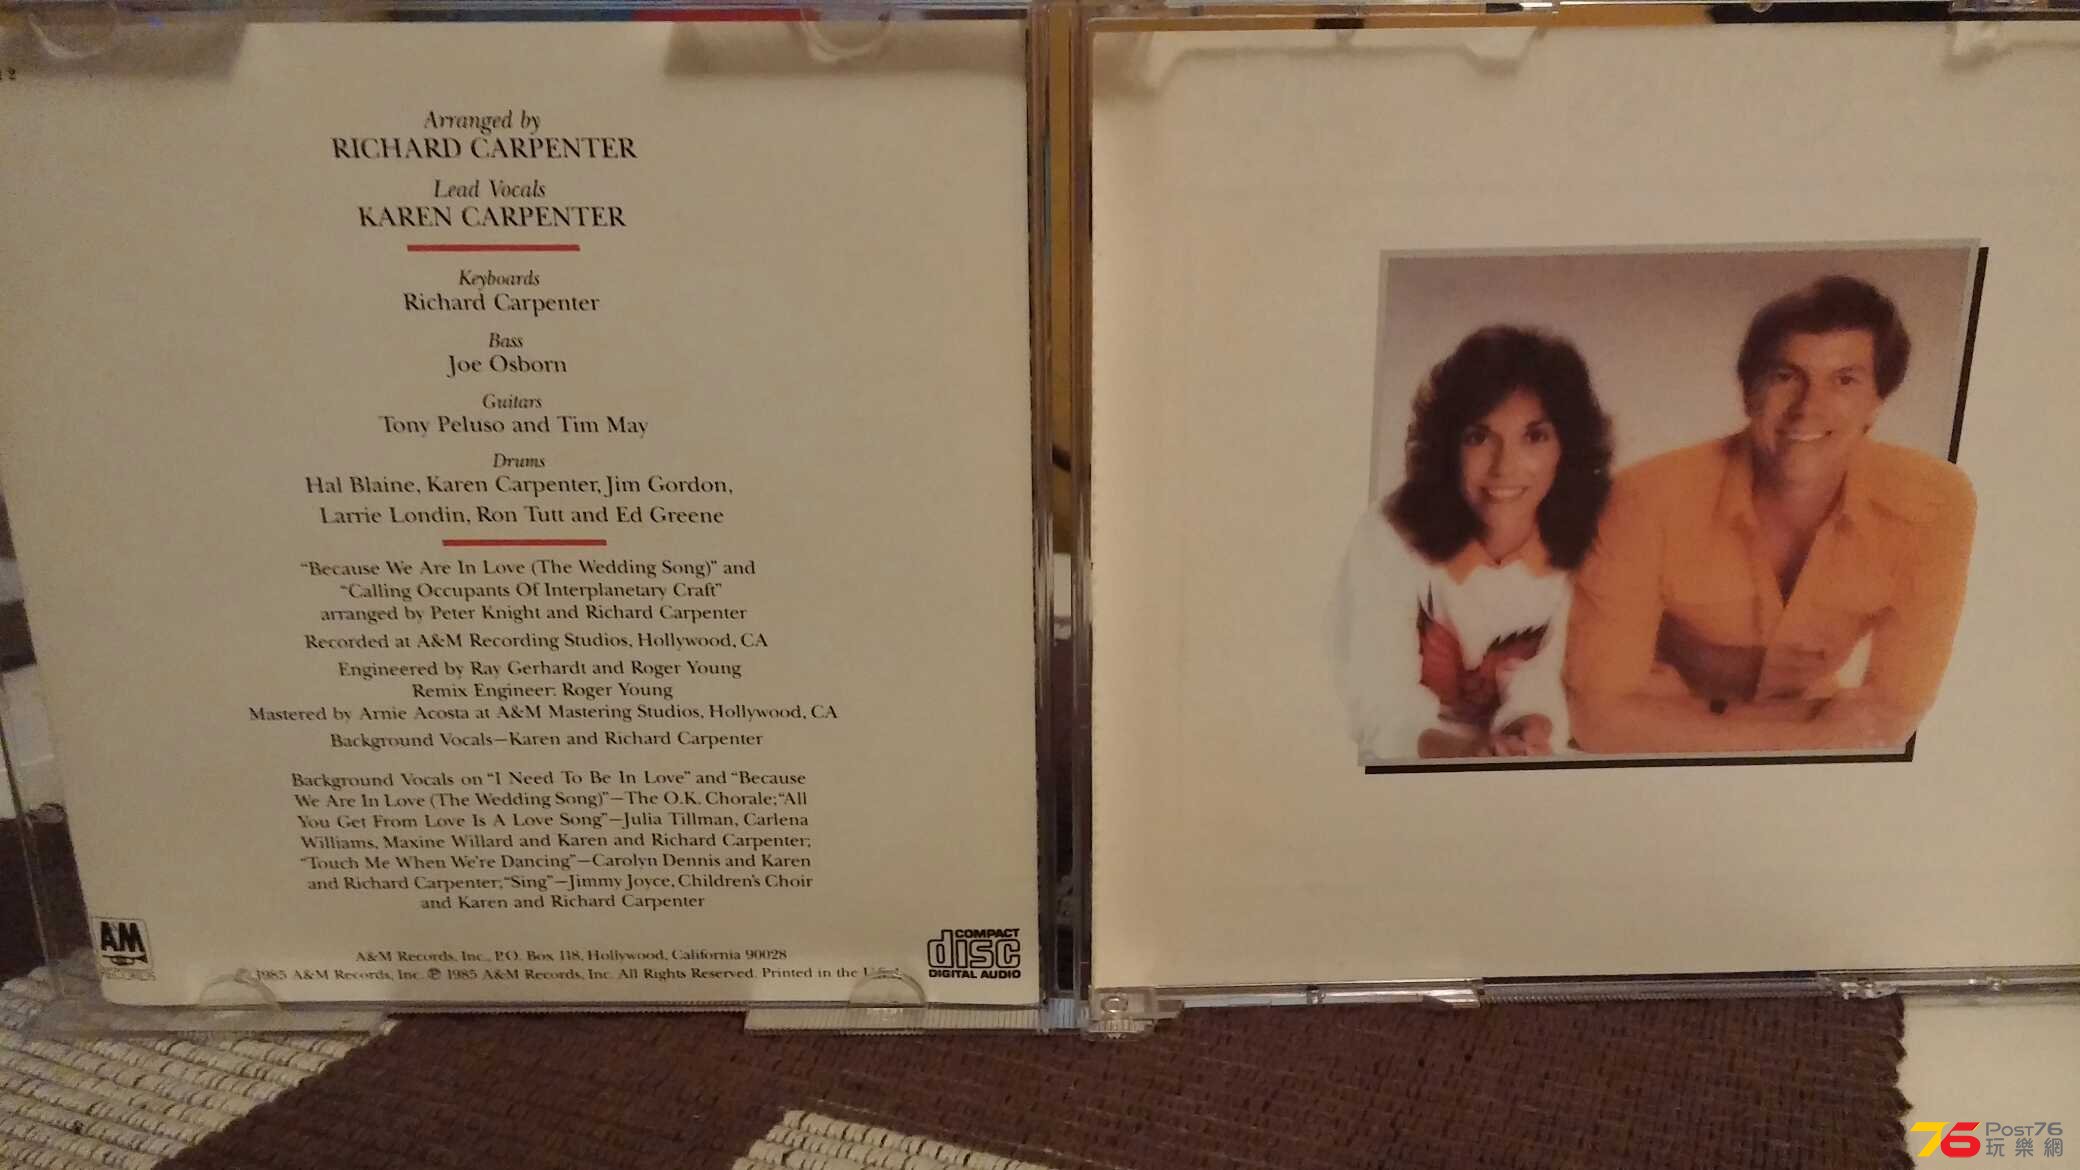 Arranged by
RICHARD CARPENTER
Lead Vocals
KAREN CARPENTER
Keyboards
Richard Carpenter
Bass
Joe Osborn
Guitars
Tony Peluso and Tim May
Drums
Hal Blaine, Karen Carpenter, Jim Gordon,
Larrie Londin, Ron Tutt and Ed Greene
“Because We Are In Love (The Wedding Song)” and
“Calling Occupants Of Interplanetary Craft”
arranged by Peter Knight and Richard Carpenter
Recorded at A&M Recording Studios, Hollywood, CA
Engineered by Ray Gerhardt and Roger Young
Remix Engineer: Roger Young
Mastered by Arnie Acosta at A&M Mastering Studios, Hollywood, CA
Background Vocals—Karen and Richard Carpenter
Background Vocals on “I Need To Be In Love” and “Because
We Are In Love (The Wedding Song)”—The O.K. Chorale; “All
You Get From Love Is A Love Song”—Julia Tillman, Carlena
Williams, Maxine Willard and Karen and Richard Carpenter;
“Touch Me When We're Dancing”—Carolyn Dennis and Karen
and Richard Carpenter; “Sing”—Jimmy Joyce, Children's Choir
and Karen and Richard Carpenter
A&M RECORDS
A&M Records, Inc., P.O. Box 118, Hollywood, California 90028
© 1985 A&M Records, Inc. ℗ 1985 A&M Records, Inc. All Rights Reserved. Printed in the
COMPACT
disc
DIGITAL AUDIO
76 POST76
玩樂網